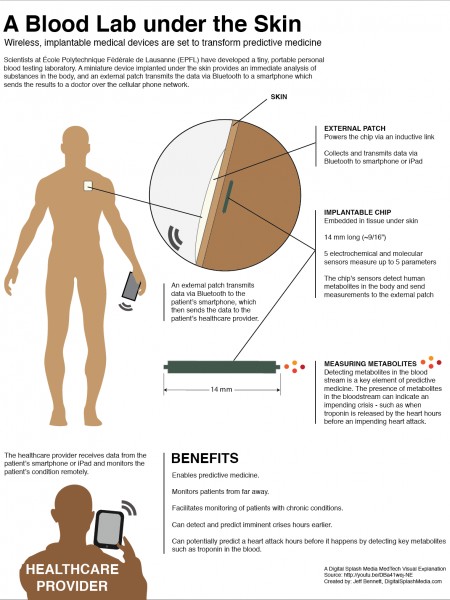 A Blood Lab under the Skin
Wireless, implantable medical devices are set to transform predictive medicine
Scientists at École Polytechnique Fédérale de Lausanne (EPFL) have developed a tiny, portable personal
blood testing laboratory. A miniature device implanted under the skin provides an immediate analysis of
substances in the body, and an external patch transmits the data via Bluetooth to a smartphone which
sends the results to a doctor over the cellular phone network.
SKIN
EXTERNAL PATCH
Powers the chip via an inductive link
Collects and transmits data via
Bluetooth to smartphone or iPad
IMPLANTABLE CHIP
Embedded in tissue under skin
14 mm long (~9/16")
5 electrochemical and molecular
sensors measure up to 5 parameters
The chip's sensors detect human
metabolites in the body and send
measurements to the external patch
An external patch transmits
data via Bluetooth to the
patient's smartphone, which
then sends the data to the
patient's healthcare provider.
14 mm
MEASURING METABOLITES
Detecting metabolites in the blood
stream is a key element of predictive
medicine. The presence of metabolites
in the bloodstream can indicate an
impending crisis - such as when
troponin is released by the heart hours
before an impending heart attack.
The healthcare provider receives data from the
patient's smartphone or iPad and monitors the
patient's condition remotely.
HEALTHCARE
PROVIDER
BENEFITS
Enables predictive medicine.
Monitors patients from far away.
Facilitates monitoring of patients with chronic conditions.
Can detect and predict imminent crises hours earlier.
Can potentially predict a heart attack hours before it happens by detecting key metabolites
such as troponin in the blood.
A Digital Splash Media MedTech Visual Explanation
Source: http://youtu.be/DBa41wej-NE
Created by: Jeff Bennett, DigitalSplashMedia.com